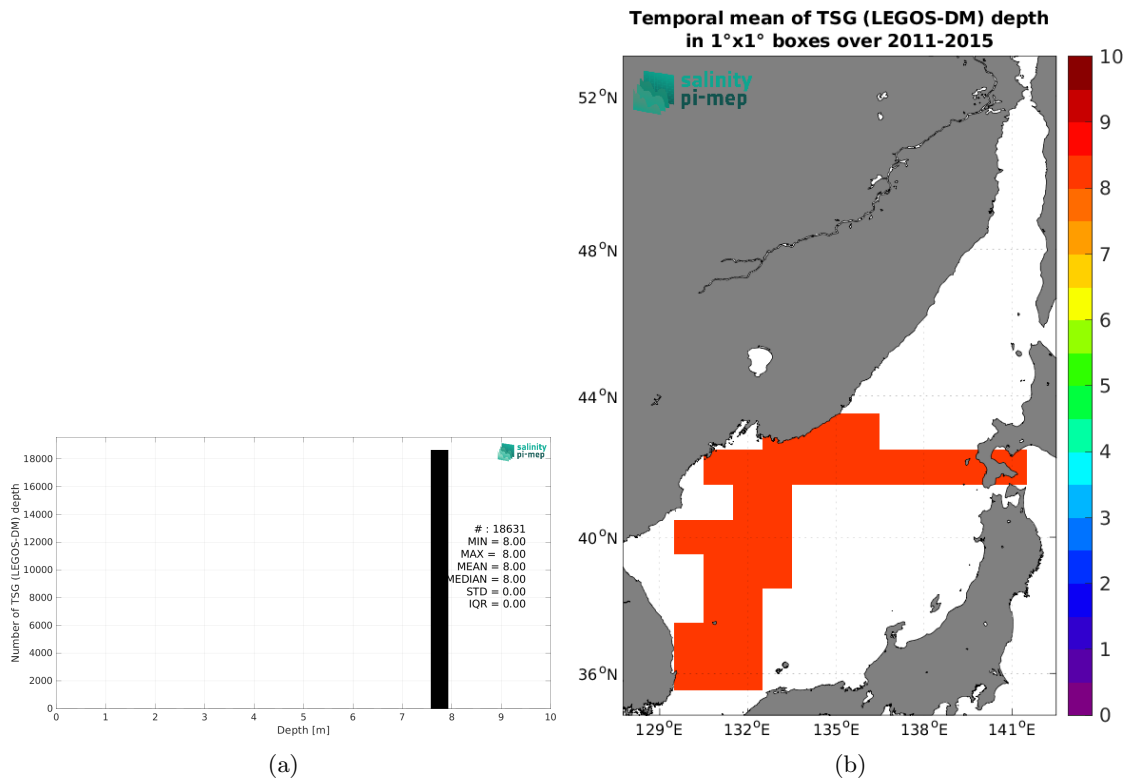 salinity
pi-mep
18000
16000
14000
12000
10000
8000
6000
4000
2000
0
Number of TSG (LEGOS-DM) depth
# : 18631
MIN = 8.00
MAX = 8.00
MEAN = 8.00
MEDIAN = 8.00
STD = 0.00
IQR = 0.00
0 1 2 3 4 5 6 7 8 9 10
Depth [m]
(a)
Temporal mean of TSG (LEGOS-DM) depth
in 1°x1° boxes over 2011-2015
salinity
pi-mep
52°N
48°N
44°N
40°N
36°N
129°E 132°E 135°E 138°E 141°E
10
9
8
7
6
5
4
3
2
1
0
(b)